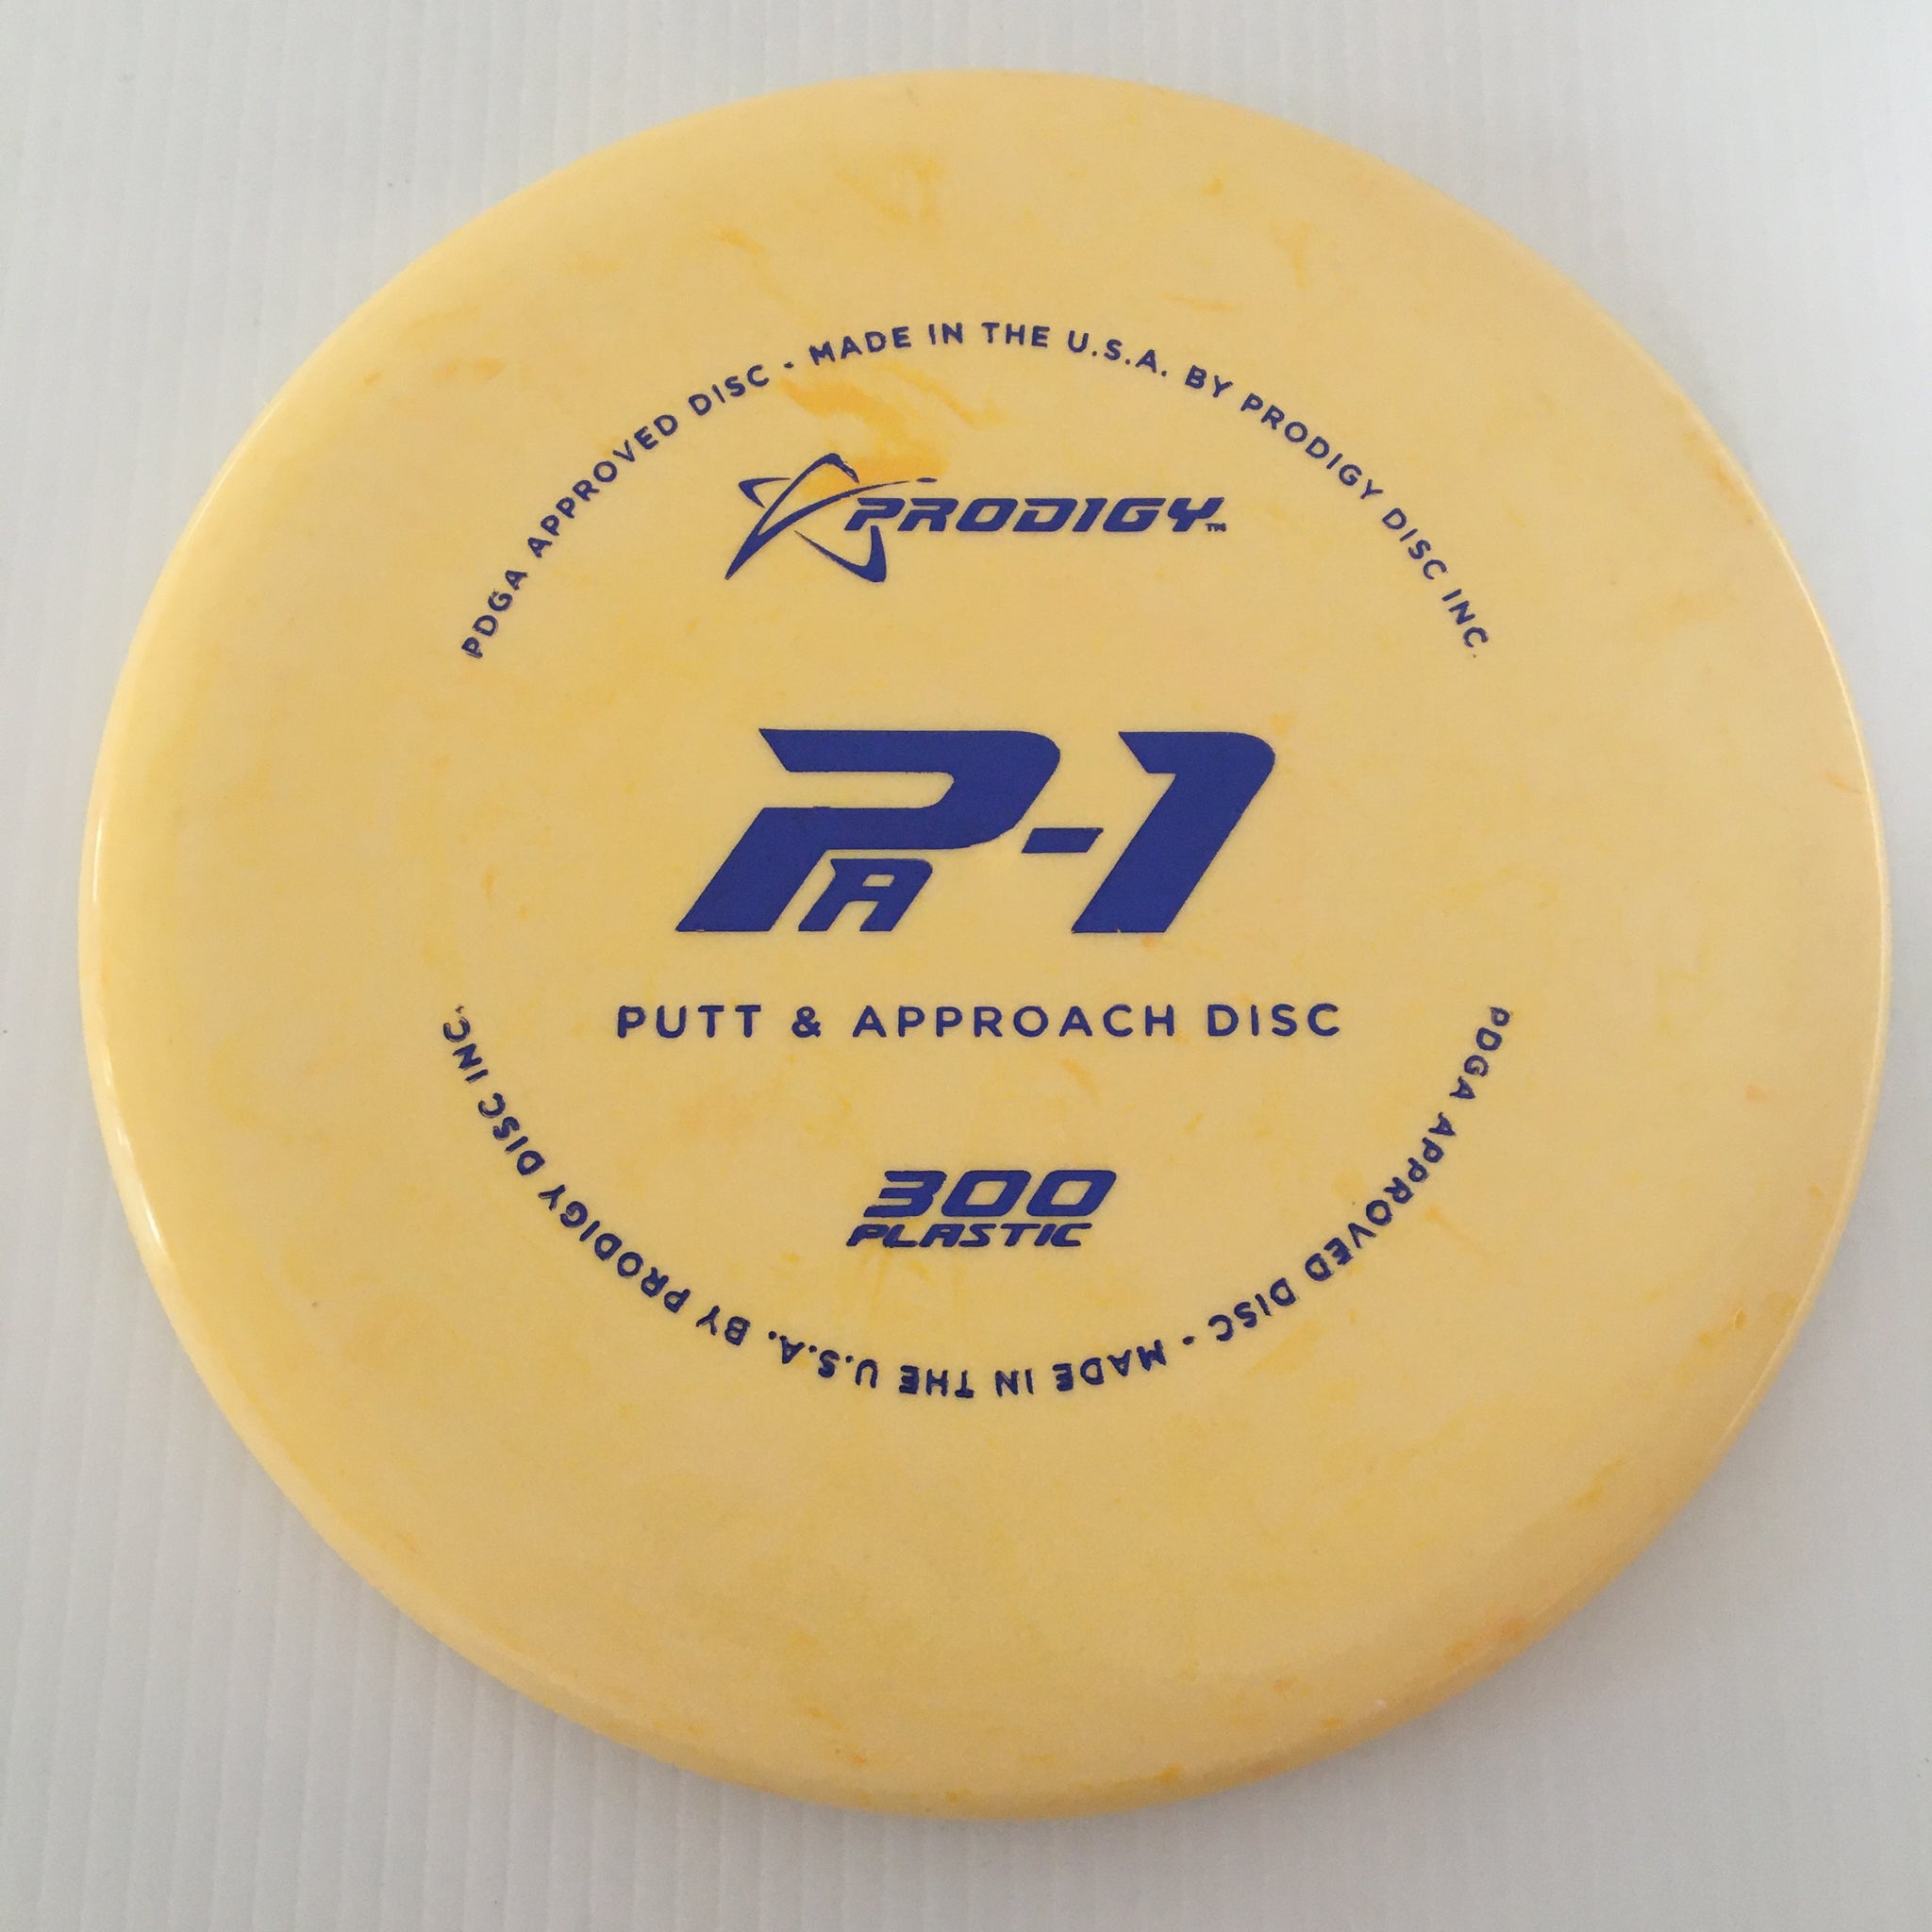 PDGA APPROVED DISC - MADE IN THE U.S.A. BY PRODIGY DISC INC.
PRODIGY™
PA-1
PUTT & APPROACH DISC
300
PLASTIC
PDGA APPROVED DISC - MADE IN THE U.S.A. BY PRODIGY DISC INC.